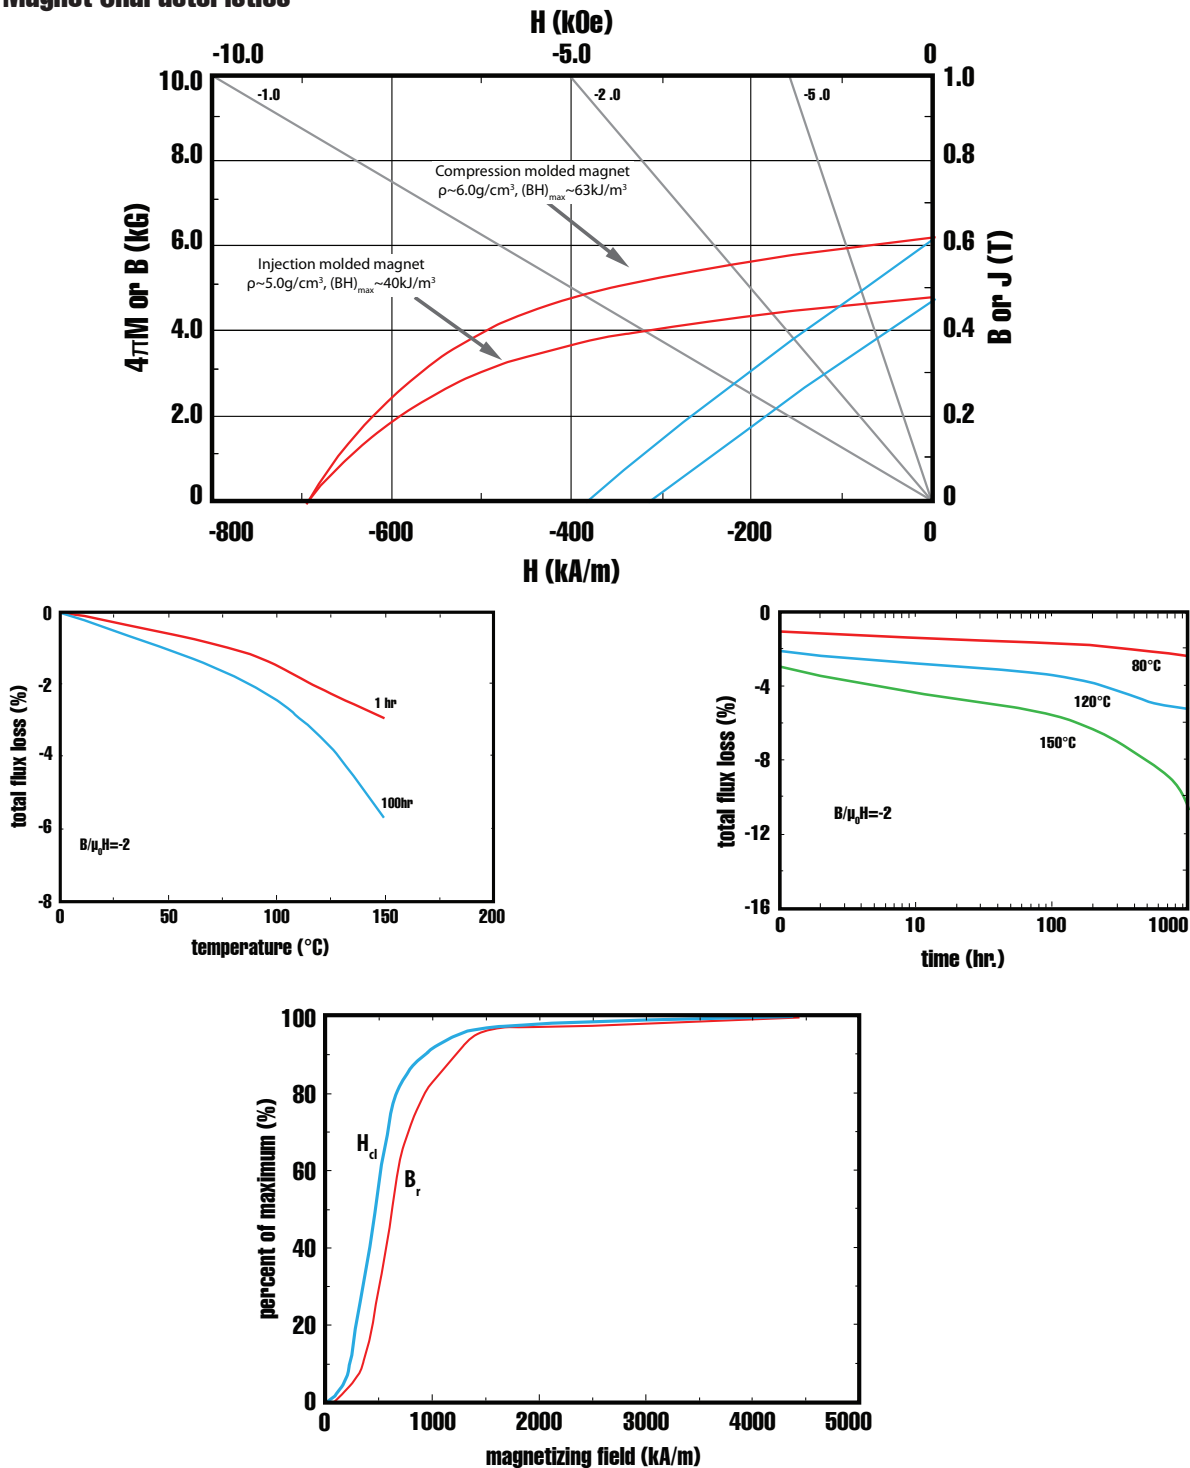 Magnet Characteristics
H (kOe)
-10.0 -5.0 0
10.0 1.0
-1.0 -2 .0 -5 .0
8.0 0.8
Compression molded magnet
ρ~6.0g/cm³, (BH)max~63kJ/m³
6.0 0.6
Injection molded magnet
ρ~5.0g/cm³, (BH)max~40kJ/m³
4πM or B (kG)
B or J (T)
4.0 0.4
2.0 0.2
0 0
-800 -600 -400 -200 0
H (kA/m)
0
-2
-4
-6
-8
total flux loss (%)
1 hr
100hr
B/μ₀H=-2
0 50 100 150 200
temperature (°C)
0
-4
-8
-12
-16
total flux loss (%)
80°C
120°C
150°C
B/μ₀H=-2
0 10 100 1000
time (hr.)
100
80
60
40
20
0
percent of maximum (%)
Hcl
Br
0 1000 2000 3000 4000 5000
magnetizing field (kA/m)